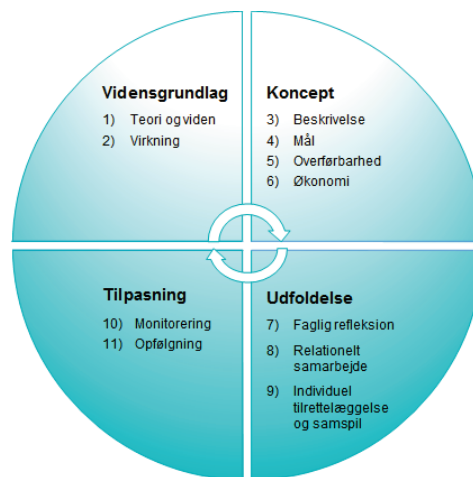 Vidensgrundlag
1) Teori og viden
2) Virkning
Koncept
3) Beskrivelse
4) Mål
5) Overførbarhed
6) Økonomi
Tilpasning
10) Monitorering
11) Opfølgning
Udfoldelse
7) Faglig refleksion
8) Relationelt
samarbejde
9) Individuel
tilrettelæggelse
og samspil